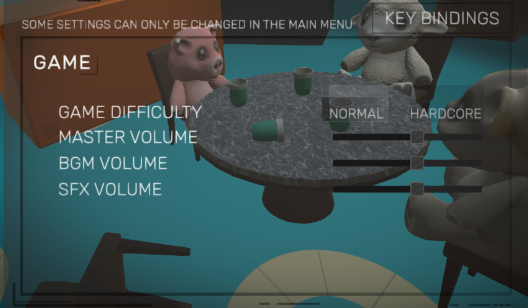 SOME SETTINGS CAN ONLY BE CHANGED IN THE MAIN MENU
KEY BINDINGS
GAME
GAME DIFFICULTY NORMAL HARDCORE
MASTER VOLUME
BGM VOLUME
SFX VOLUME